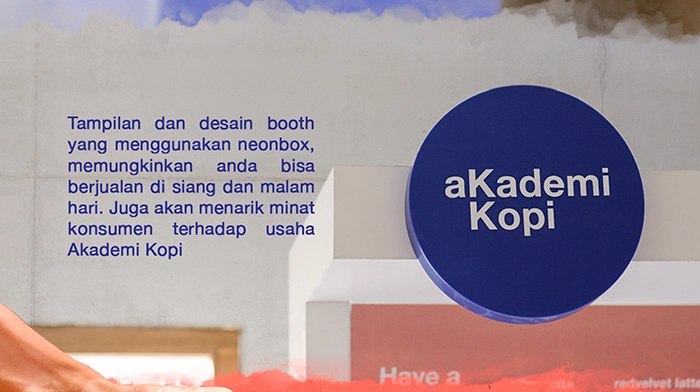 Tampilan dan desain booth
yang menggunakan neonbox,
memungkinkan anda bisa
berjualan di siang dan malam
hari. Juga akan menarik minat
konsumen terhadap usaha
Akademi Kopi
aKademi
Kopi
Have a
redvelvet latte